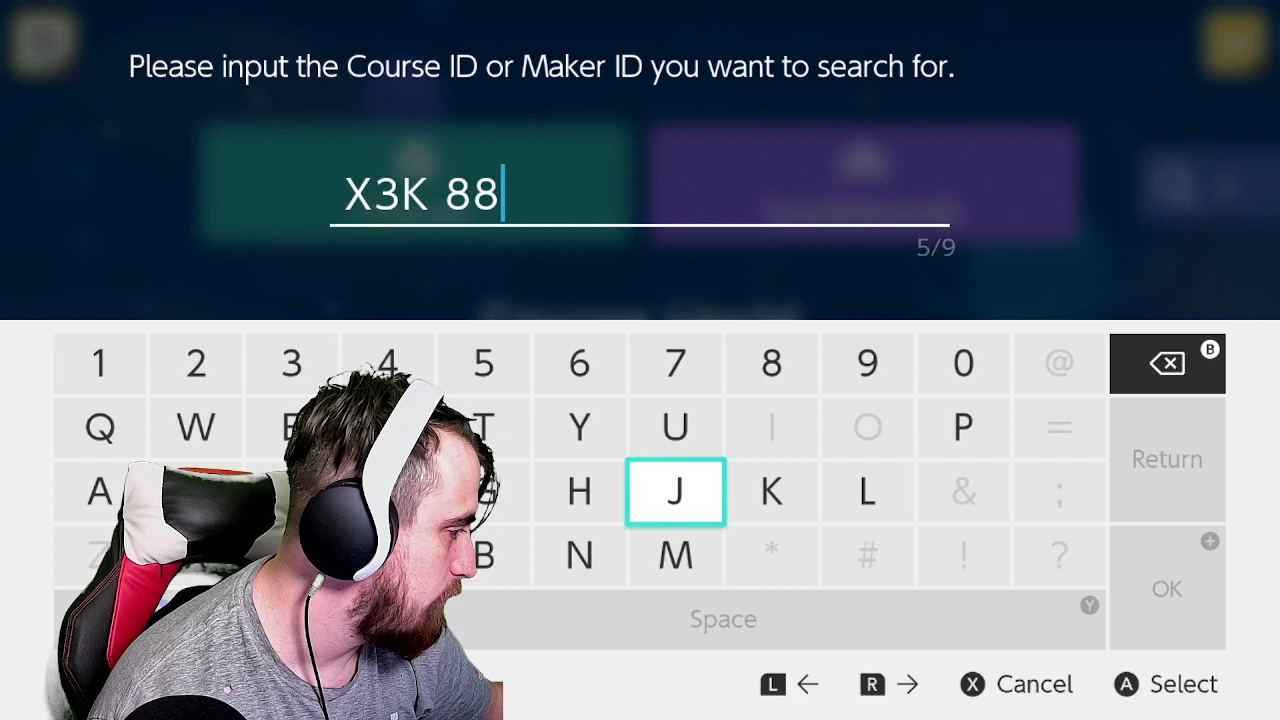 Please input the Course ID or Maker ID you want to search for.
X3K 88
5/9
1 2 3 4 5 6 7 8 9 0 @
Q W E T Y U I O P =
Return
A G H J K L & ;
Z B N M * # ! ?
OK
Space
L ← R → X Cancel A Select